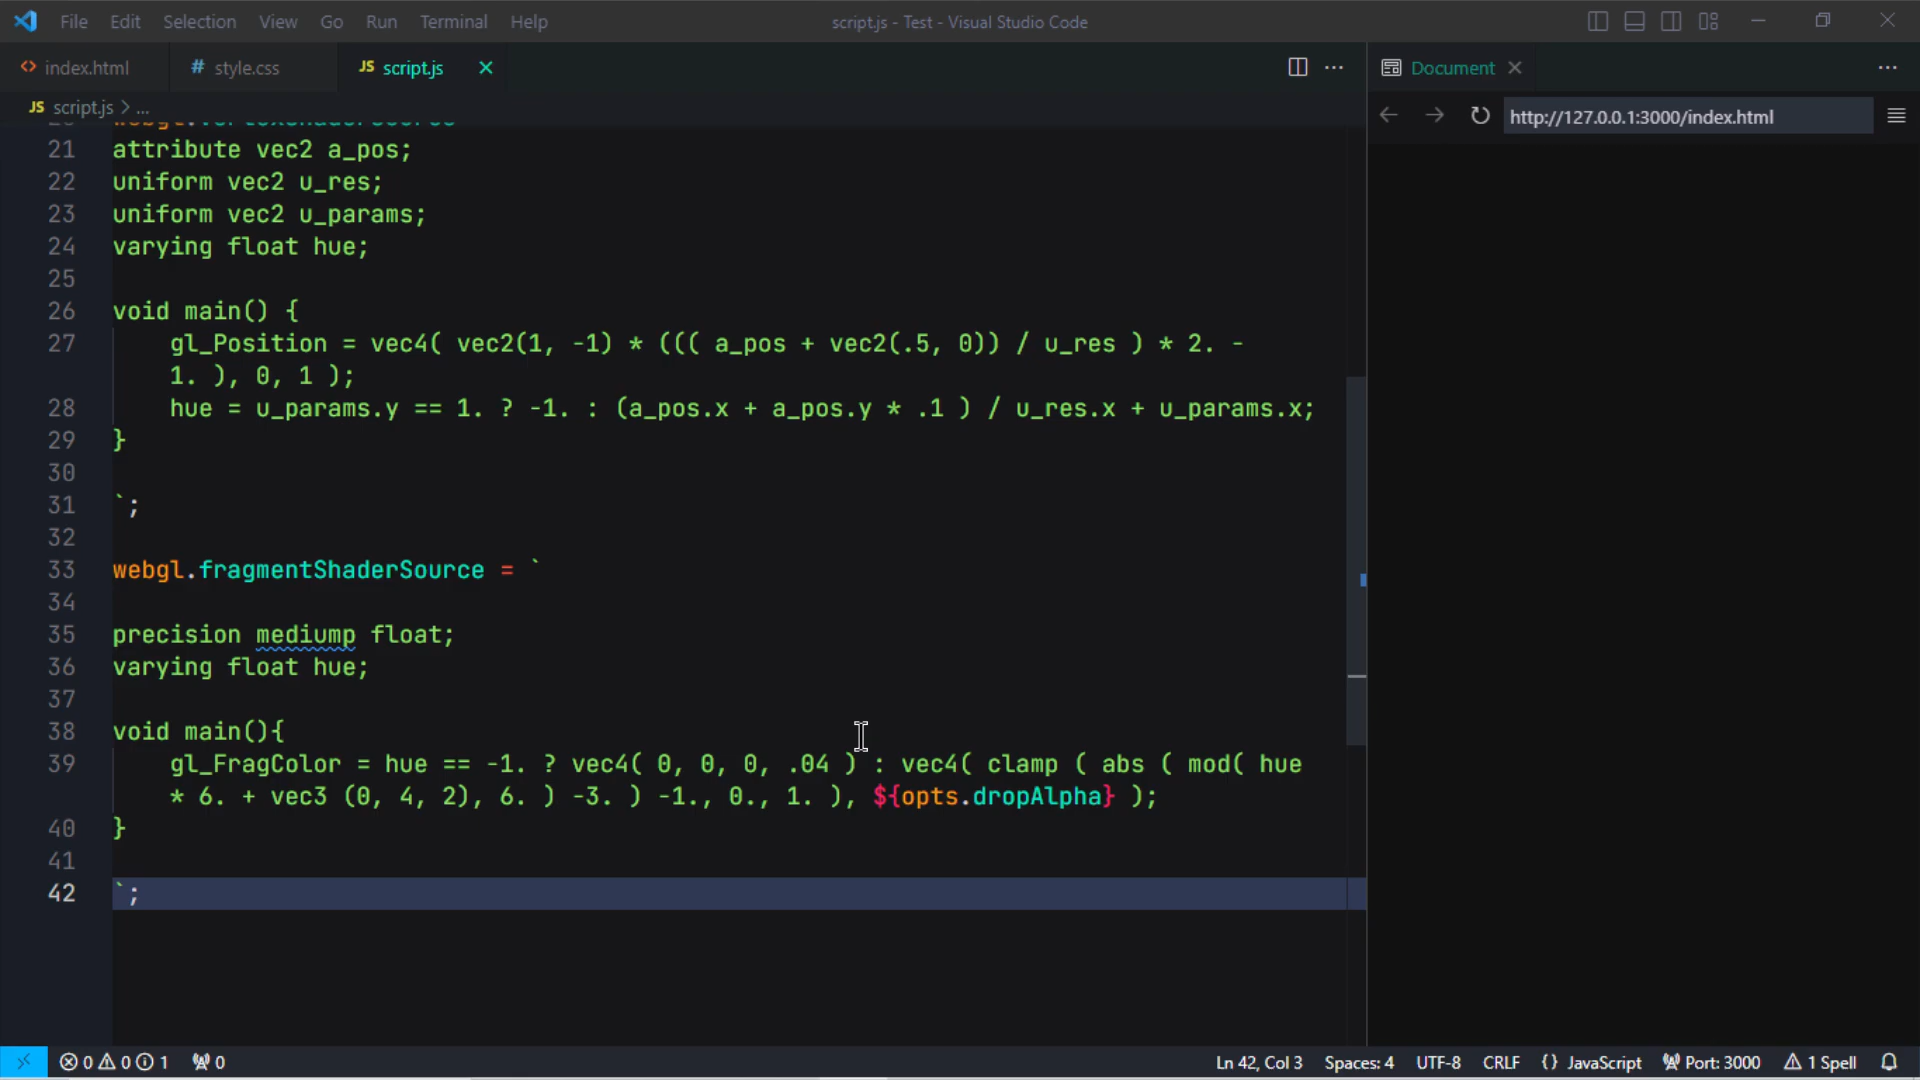 File Edit Selection View Go Run Terminal Help script.js - Test - Visual Studio Code
index.html # style.css JS script.js Document
JS script.js > ...
http://127.0.0.1:3000/index.html
21 attribute vec2 a_pos;
22 uniform vec2 u_res;
23 uniform vec2 u_params;
24 varying float hue;
25
26 void main() {
27 gl_Position = vec4( vec2(1, -1) * ((( a_pos + vec2(.5, 0)) / u_res ) * 2. -
1. ), 0, 1 );
28 hue = u_params.y == 1. ? -1. : (a_pos.x + a_pos.y * .1 ) / u_res.x + u_params.x;
29 }
30
31 `;
32
33 webgl.fragmentShaderSource = `
34
35 precision mediump float;
36 varying float hue;
37
38 void main(){
39 gl_FragColor = hue == -1. ? vec4( 0, 0, 0, .04 ) : vec4( clamp ( abs ( mod( hue
* 6. + vec3 (0, 4, 2), 6. ) -3. ) -1., 0., 1. ), ${opts.dropAlpha} );
40 }
41
42 `;
0 0 1 0 Ln 42, Col 3 Spaces: 4 UTF-8 CRLF {} JavaScript Port: 3000 1 Spell